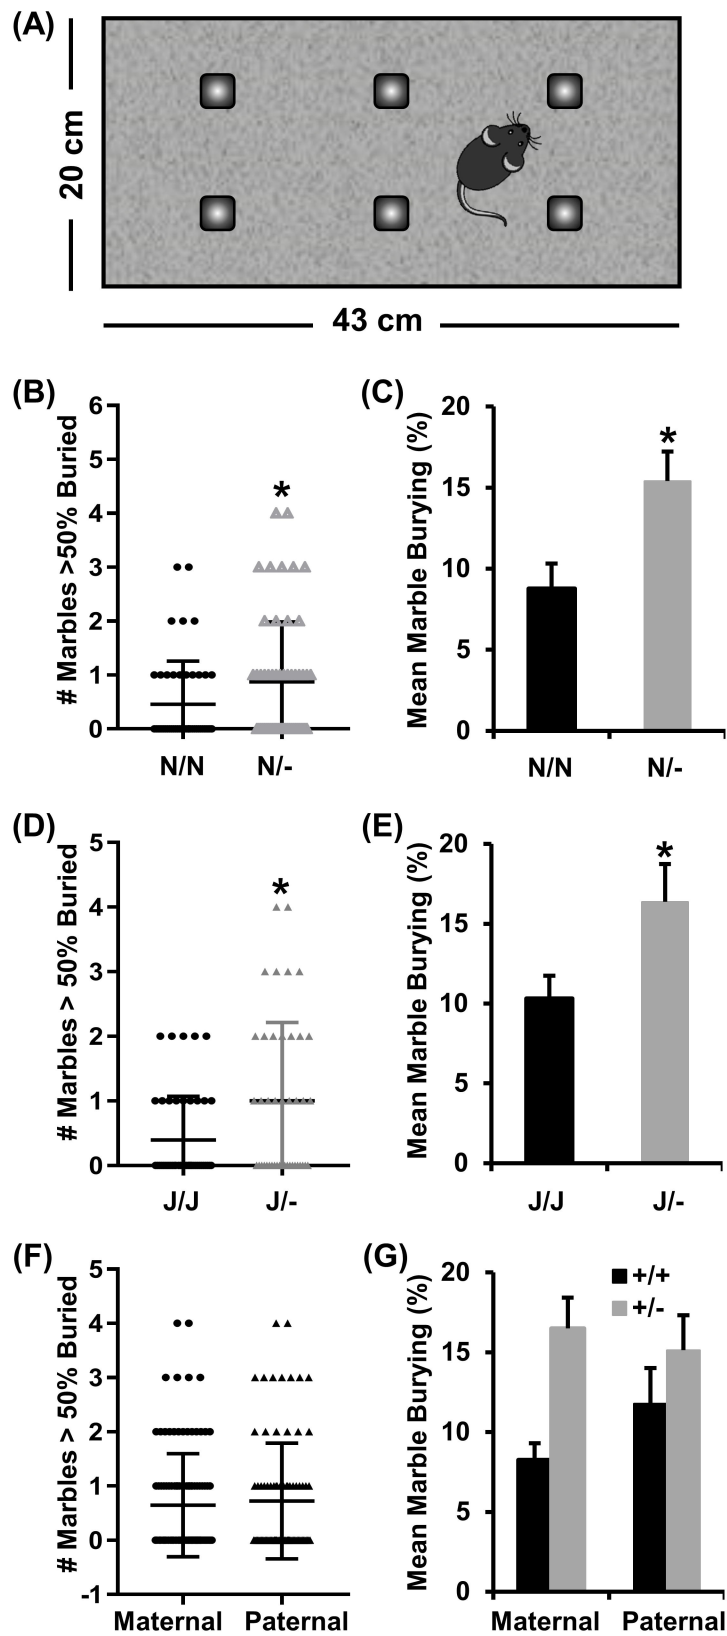 (A)
20 cm
43 cm
(B)
# Marbles >50% Buried
6
5
4
3
2
1
0
*
N/N
N/-
(C)
Mean Marble Burying (%)
20
15
10
5
0
*
N/N
N/-
(D)
# Marbles > 50% Buried
5
4
3
2
1
0
*
J/J
J/-
(E)
Mean Marble Burying (%)
20
15
10
5
0
*
J/J
J/-
(F)
# Marbles > 50% Buried
5
4
3
2
1
0
-1
Maternal
Paternal
(G)
Mean Marble Burying (%)
20
15
10
5
0
+/+
+/-
Maternal
Paternal